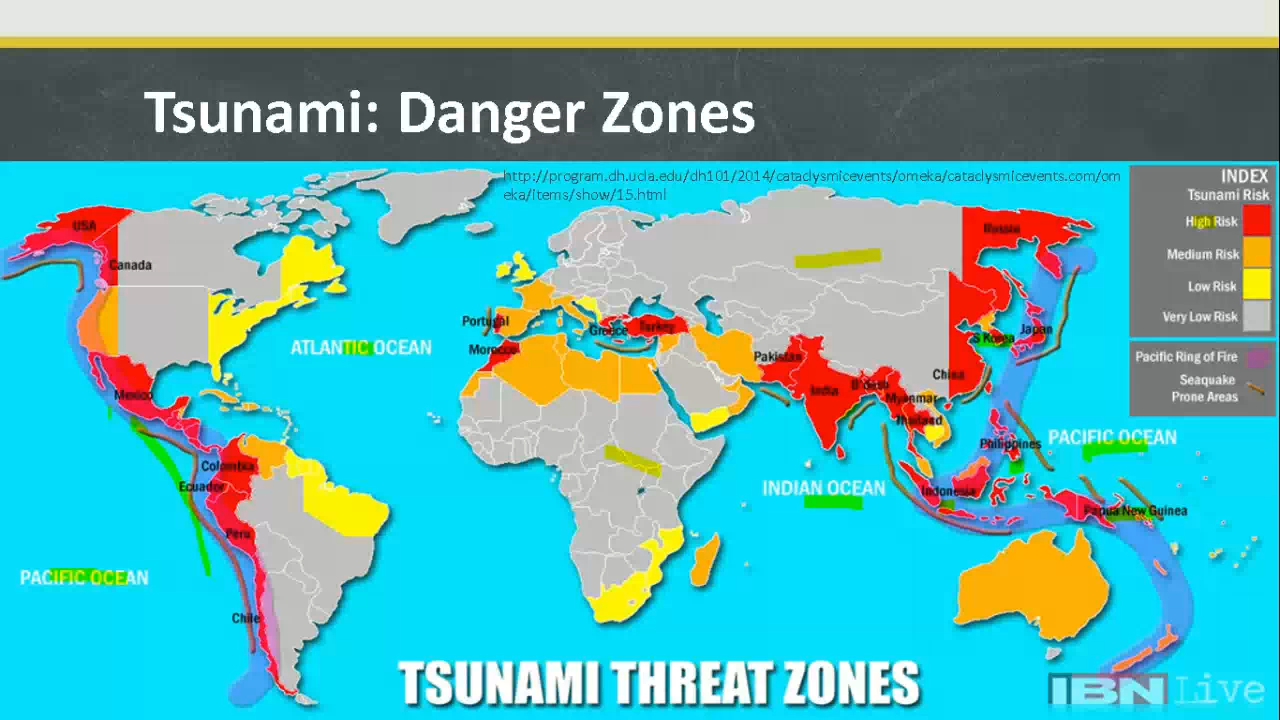 Tsunami: Danger Zones
http://program.dh.ucla.edu/dh101/2014/cataclysmicevents/omeka/cataclysmicevents.com/om
eka/items/show/15.html
INDEX
Tsunami Risk
High Risk
Medium Risk
Low Risk
Very Low Risk
Pacific Ring of Fire
Seaquake
Prone Areas
USA
Canada
Russia
Portugal
Greece
Turkey
Japan
S Korea
ATLANTIC OCEAN
Morocco
Pakistan
China
India
B'desh
Myanmar
Mexico
Thailand
Philippines
PACIFIC OCEAN
Colombia
Ecuador
INDIAN OCEAN
Indonesia
Papua New Guinea
Peru
PACIFIC OCEAN
Chile
TSUNAMI THREAT ZONES
IBN Live